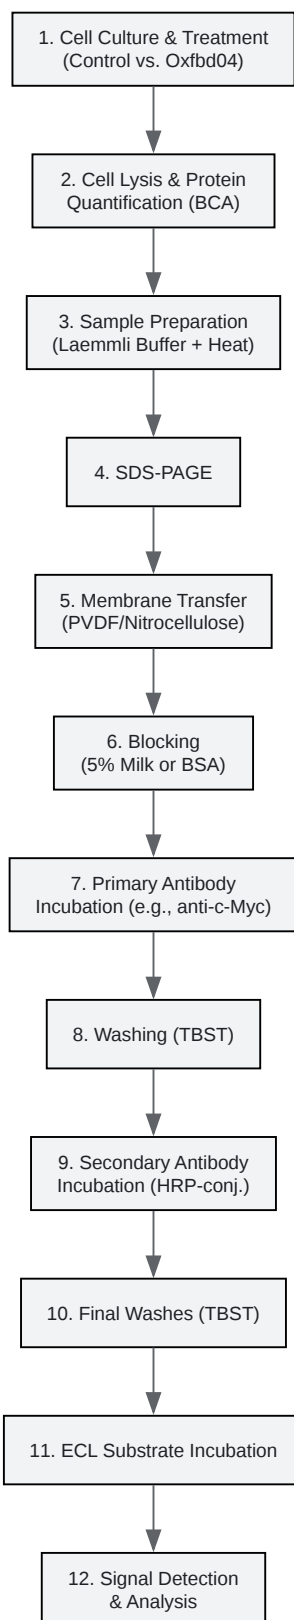 1. Cell Culture & Treatment
(Control vs. Oxfbd04)
2. Cell Lysis & Protein
Quantification (BCA)
3. Sample Preparation
(Laemmli Buffer + Heat)
4. SDS-PAGE
5. Membrane Transfer
(PVDF/Nitrocellulose)
6. Blocking
(5% Milk or BSA)
7. Primary Antibody
Incubation (e.g., anti-c-Myc)
8. Washing (TBST)
9. Secondary Antibody
Incubation (HRP-conj.)
10. Final Washes (TBST)
11. ECL Substrate Incubation
12. Signal Detection
& Analysis